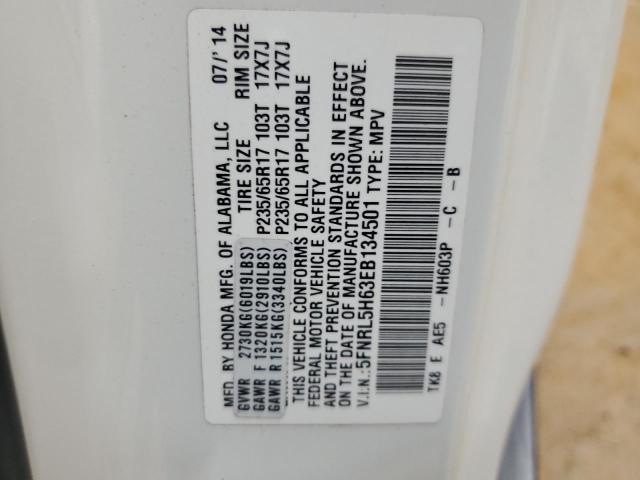 MFD. BY HONDA MFG. OF ALABAMA, LLC 07/' 14
TIRE SIZE RIM SIZE
GVWR 2730KG(6019LBS)
GAWR F 1320KG(2910LBS) P235/65R17 103T 17X7J
GAWR R 1515KG(3340LBS) P235/65R17 103T 17X7J
THIS VEHICLE CONFORMS TO ALL APPLICABLE
FEDERAL MOTOR VEHICLE SAFETY
AND THEFT PREVENTION STANDARDS IN EFFECT
ON THE DATE OF MANUFACTURE SHOWN ABOVE.
V.I.N.:5FNRL5H63EB134501 TYPE: MPV
TK8 E AE5 -NH603P -C -B